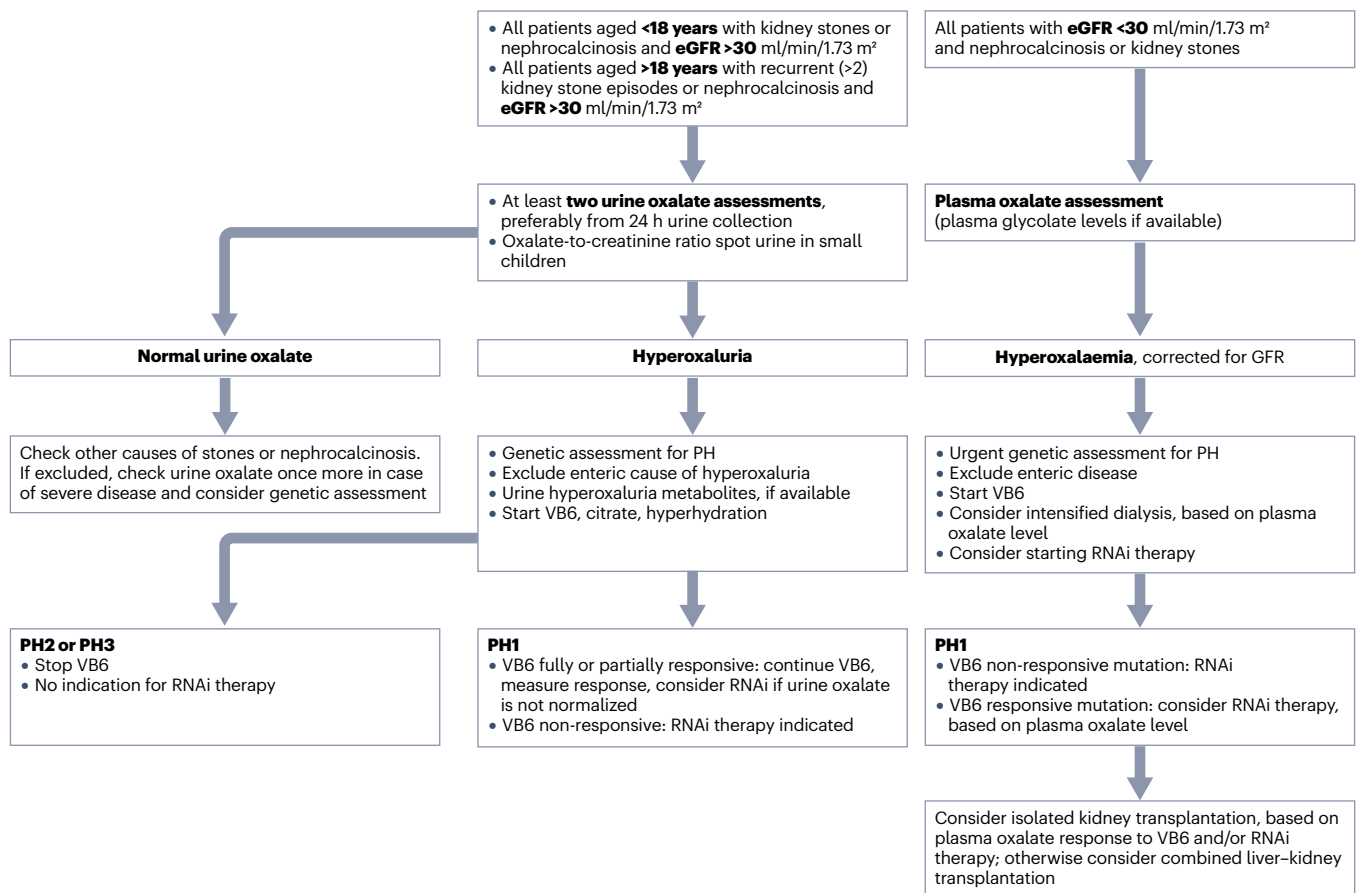 • All patients aged <18 years with kidney stones or
nephrocalcinosis and eGFR >30 ml/min/1.73 m²
• All patients aged >18 years with recurrent (>2)
kidney stone episodes or nephrocalcinosis and
eGFR >30 ml/min/1.73 m²
All patients with eGFR <30 ml/min/1.73 m²
and nephrocalcinosis or kidney stones
• At least two urine oxalate assessments,
preferably from 24 h urine collection
• Oxalate-to-creatinine ratio spot urine in small
children
Plasma oxalate assessment
(plasma glycolate levels if available)
Normal urine oxalate
Hyperoxaluria
Hyperoxalaemia, corrected for GFR
Check other causes of stones or nephrocalcinosis.
If excluded, check urine oxalate once more in case
of severe disease and consider genetic assessment
• Genetic assessment for PH
• Exclude enteric cause of hyperoxaluria
• Urine hyperoxaluria metabolites, if available
• Start VB6, citrate, hyperhydration
• Urgent genetic assessment for PH
• Exclude enteric disease
• Start VB6
• Consider intensified dialysis, based on plasma
oxalate level
• Consider starting RNAi therapy
PH2 or PH3
• Stop VB6
• No indication for RNAi therapy
PH1
• VB6 fully or partially responsive: continue VB6,
measure response, consider RNAi if urine oxalate
is not normalized
• VB6 non-responsive: RNAi therapy indicated
PH1
• VB6 non-responsive mutation: RNAi
therapy indicated
• VB6 responsive mutation: consider RNAi therapy,
based on plasma oxalate level
Consider isolated kidney transplantation, based on
plasma oxalate response to VB6 and/or RNAi
therapy; otherwise consider combined liver–kidney
transplantation